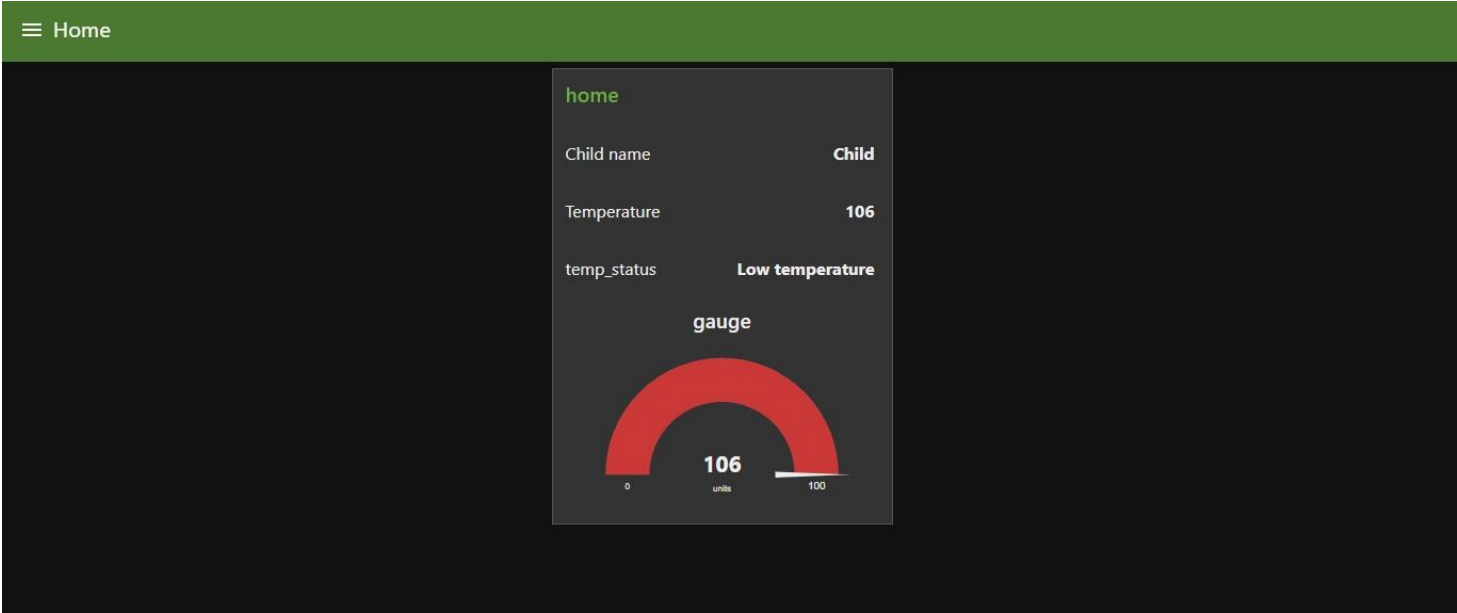 Home
home
Child name Child
Temperature 106
temp_status Low temperature
gauge
106
units
0 100